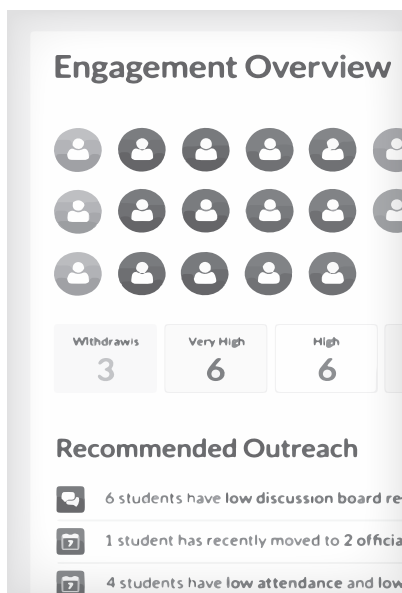 Engagement Overview
Withdrawls
3
Very High
6
High
6
Recommended Outreach
6 students have low discussion board re
1 student has recently moved to 2 officia
4 students have low attendance and low